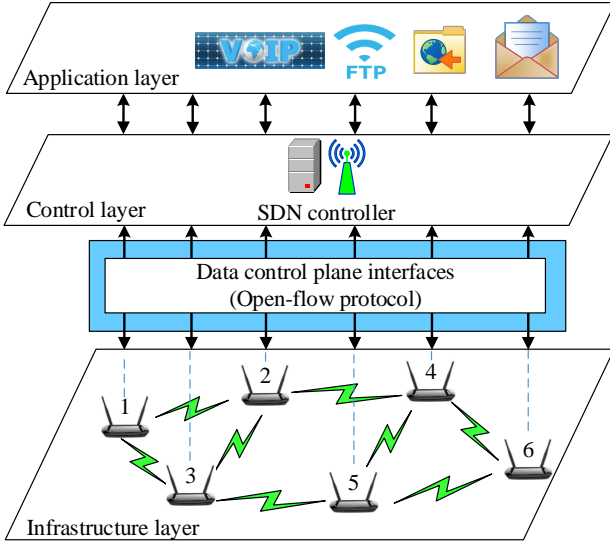 VOIP
FTP
Application layer
Control layer
SDN controller
Data control plane interfaces
(Open-flow protocol)
1
2
3
4
5
6
Infrastructure layer